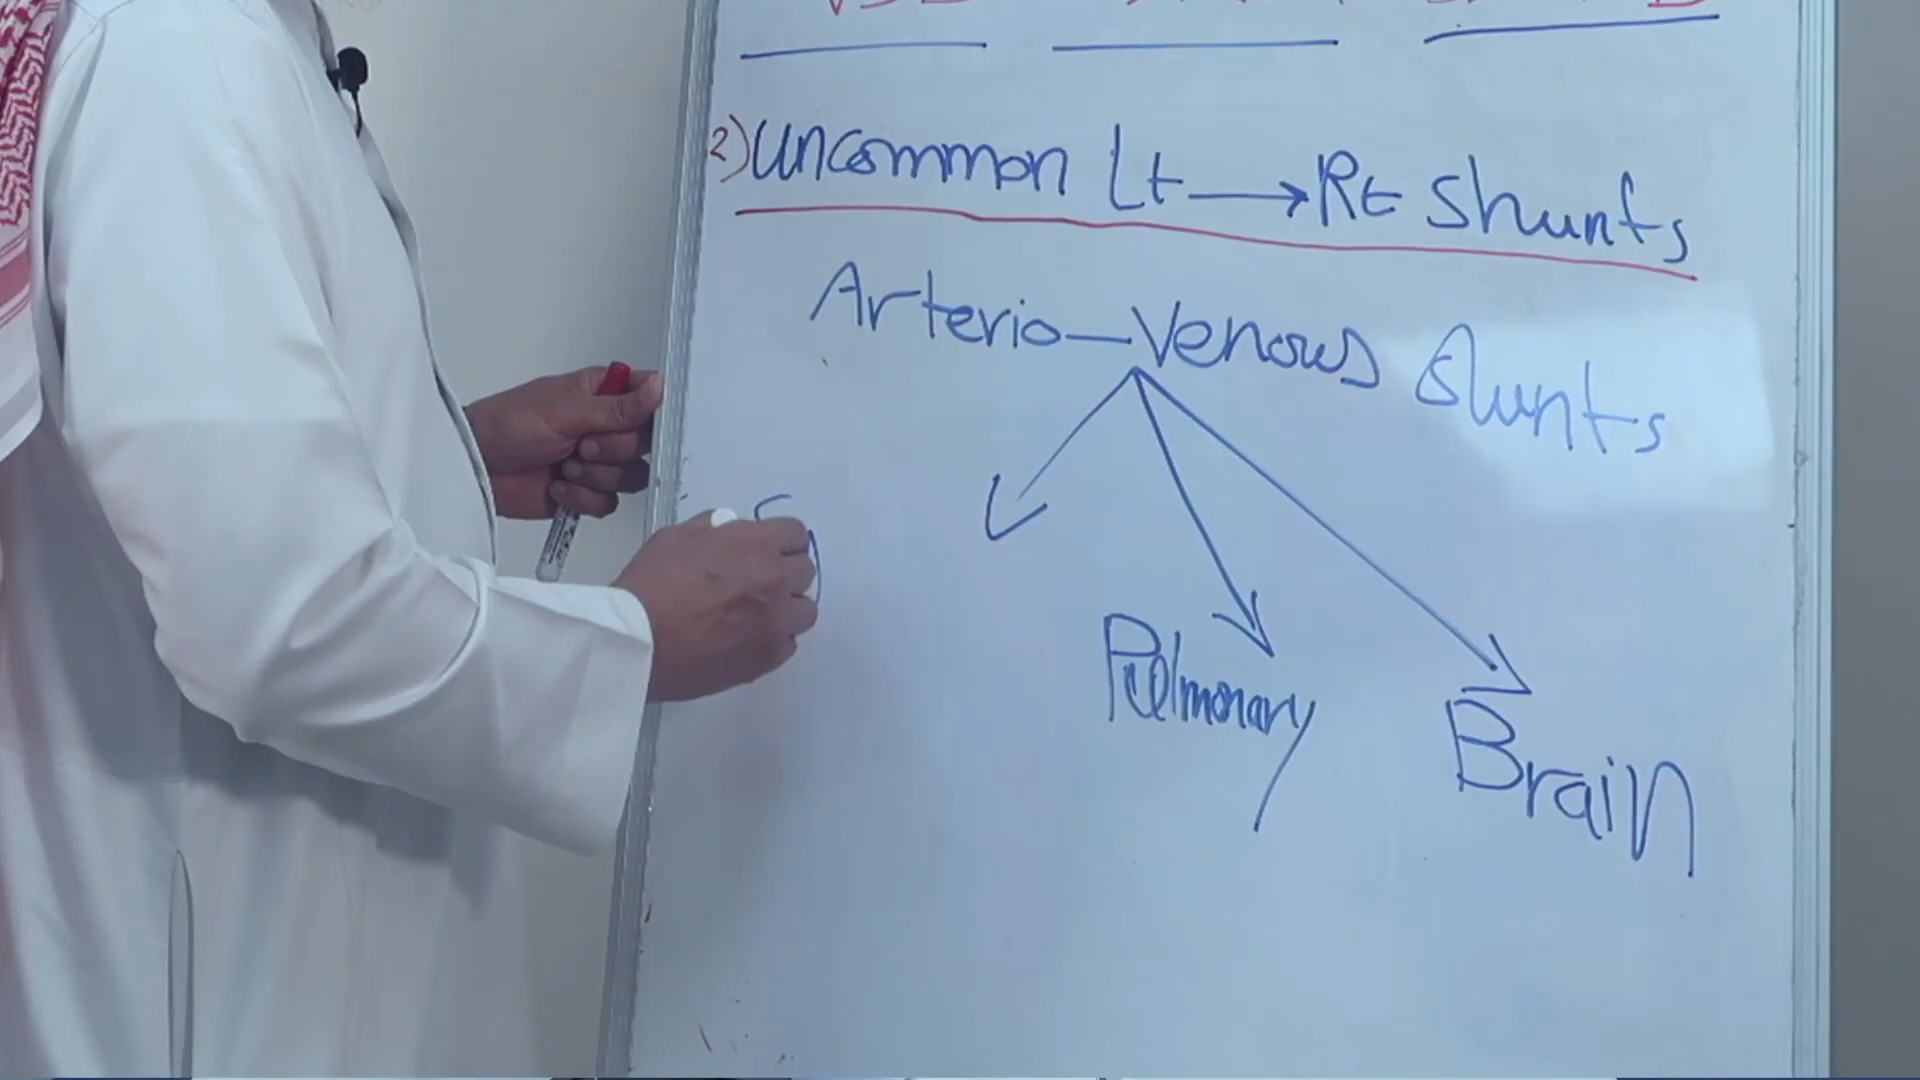 2) Uncommon Lt → Rt Shunts
Arterio-Venous Shunts
Pulmonary
Brain